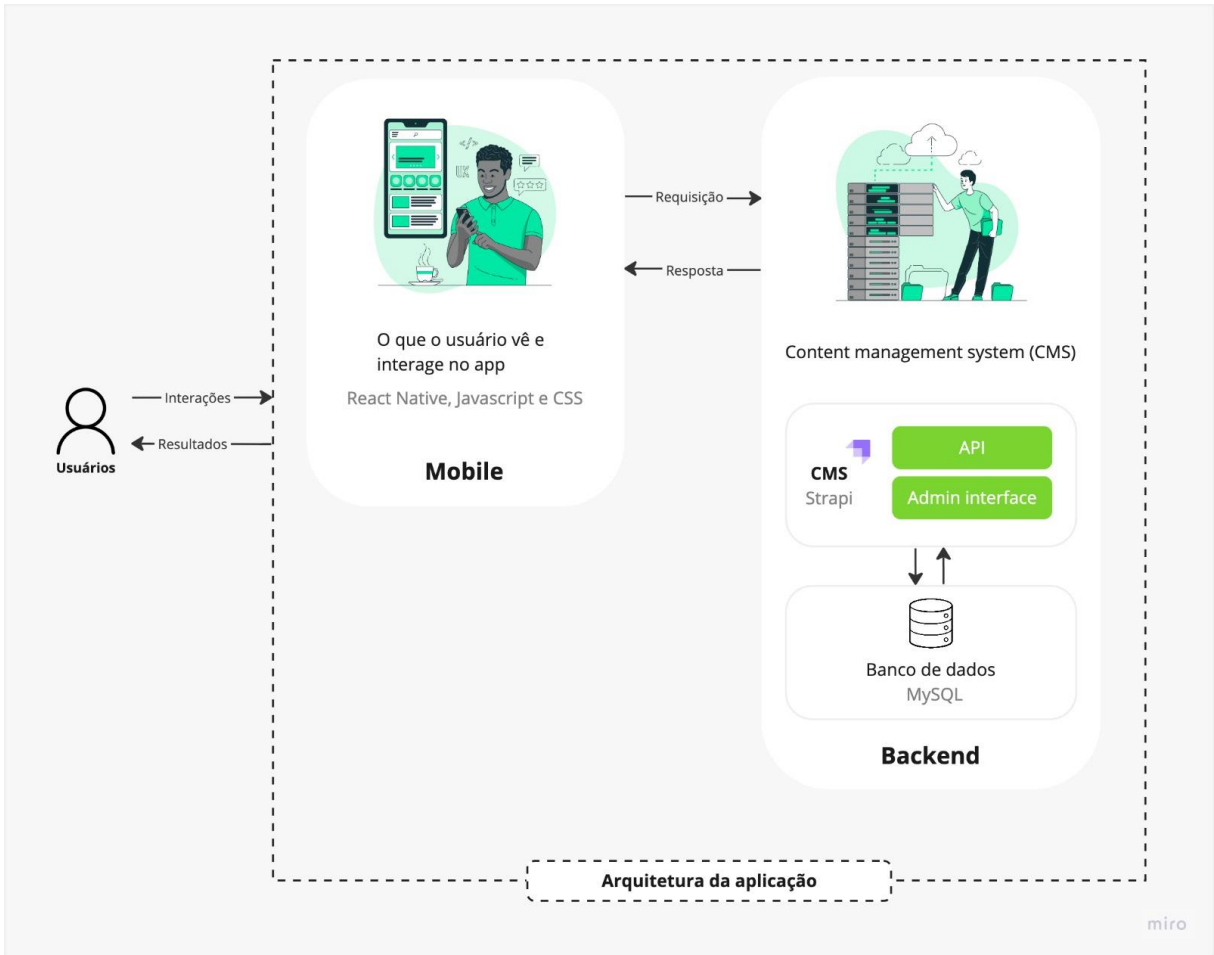 Usuários
Interações
Resultados
</>
UX
O que o usuário vê e
interage no app
React Native, Javascript e CSS
Mobile
Requisição
Resposta
Content management system (CMS)
CMS
Strapi
API
Admin interface
Banco de dados
MySQL
Backend
Arquitetura da aplicação
miro